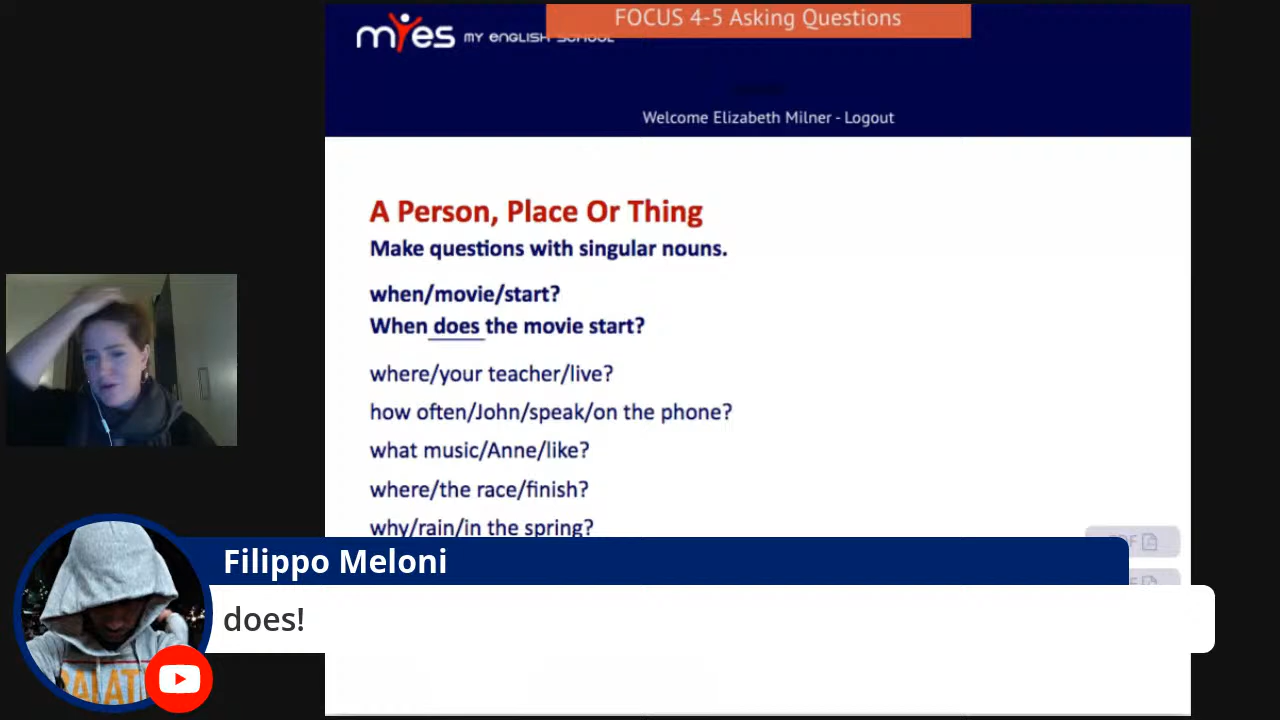 FOCUS 4-5 Asking Questions
myes MY ENGLISH SCHOOL
Welcome Elizabeth Milner - Logout
A Person, Place Or Thing
Make questions with singular nouns.
when/movie/start?
When does the movie start?
where/your teacher/live?
how often/John/speak/on the phone?
what music/Anne/like?
where/the race/finish?
why/rain/in the spring?
PDF
Filippo Meloni
does!